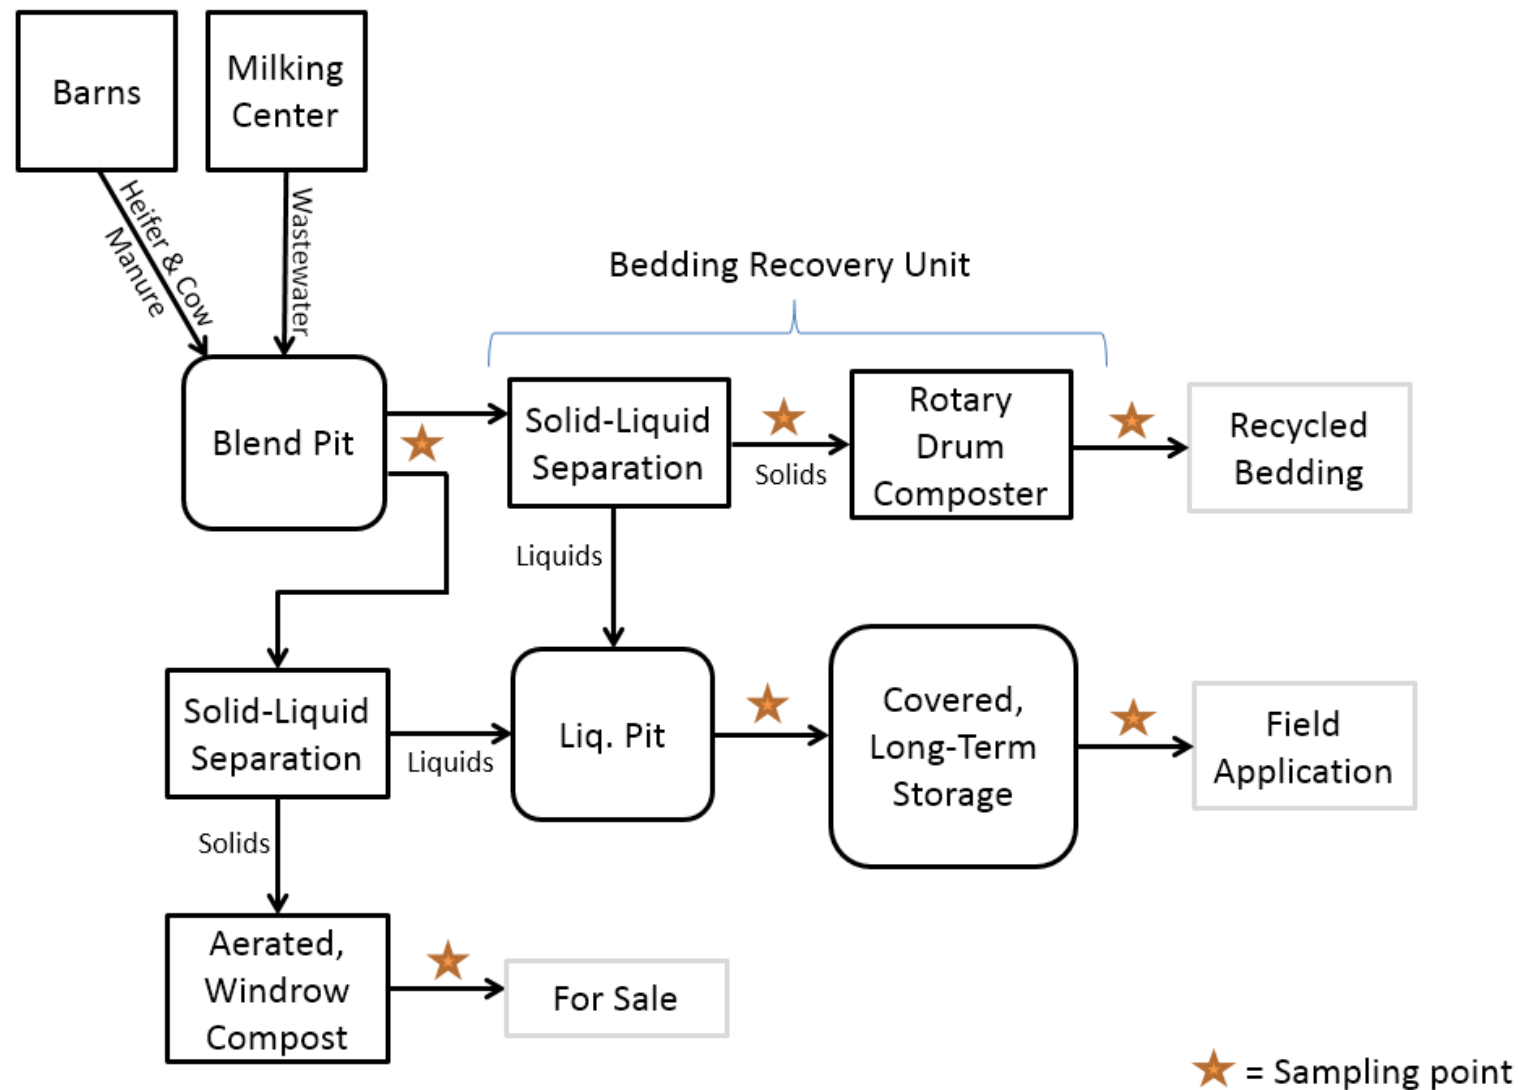 Barns
Milking
Center
Heifer & Cow
Manure
Wastewater
Bedding Recovery Unit
Blend Pit
Solid-Liquid
Separation
Solids
Rotary
Drum
Composter
Recycled
Bedding
Liquids
Solid-Liquid
Separation
Liquids
Liq. Pit
Covered,
Long-Term
Storage
Field
Application
Solids
Aerated,
Windrow
Compost
For Sale
= Sampling point